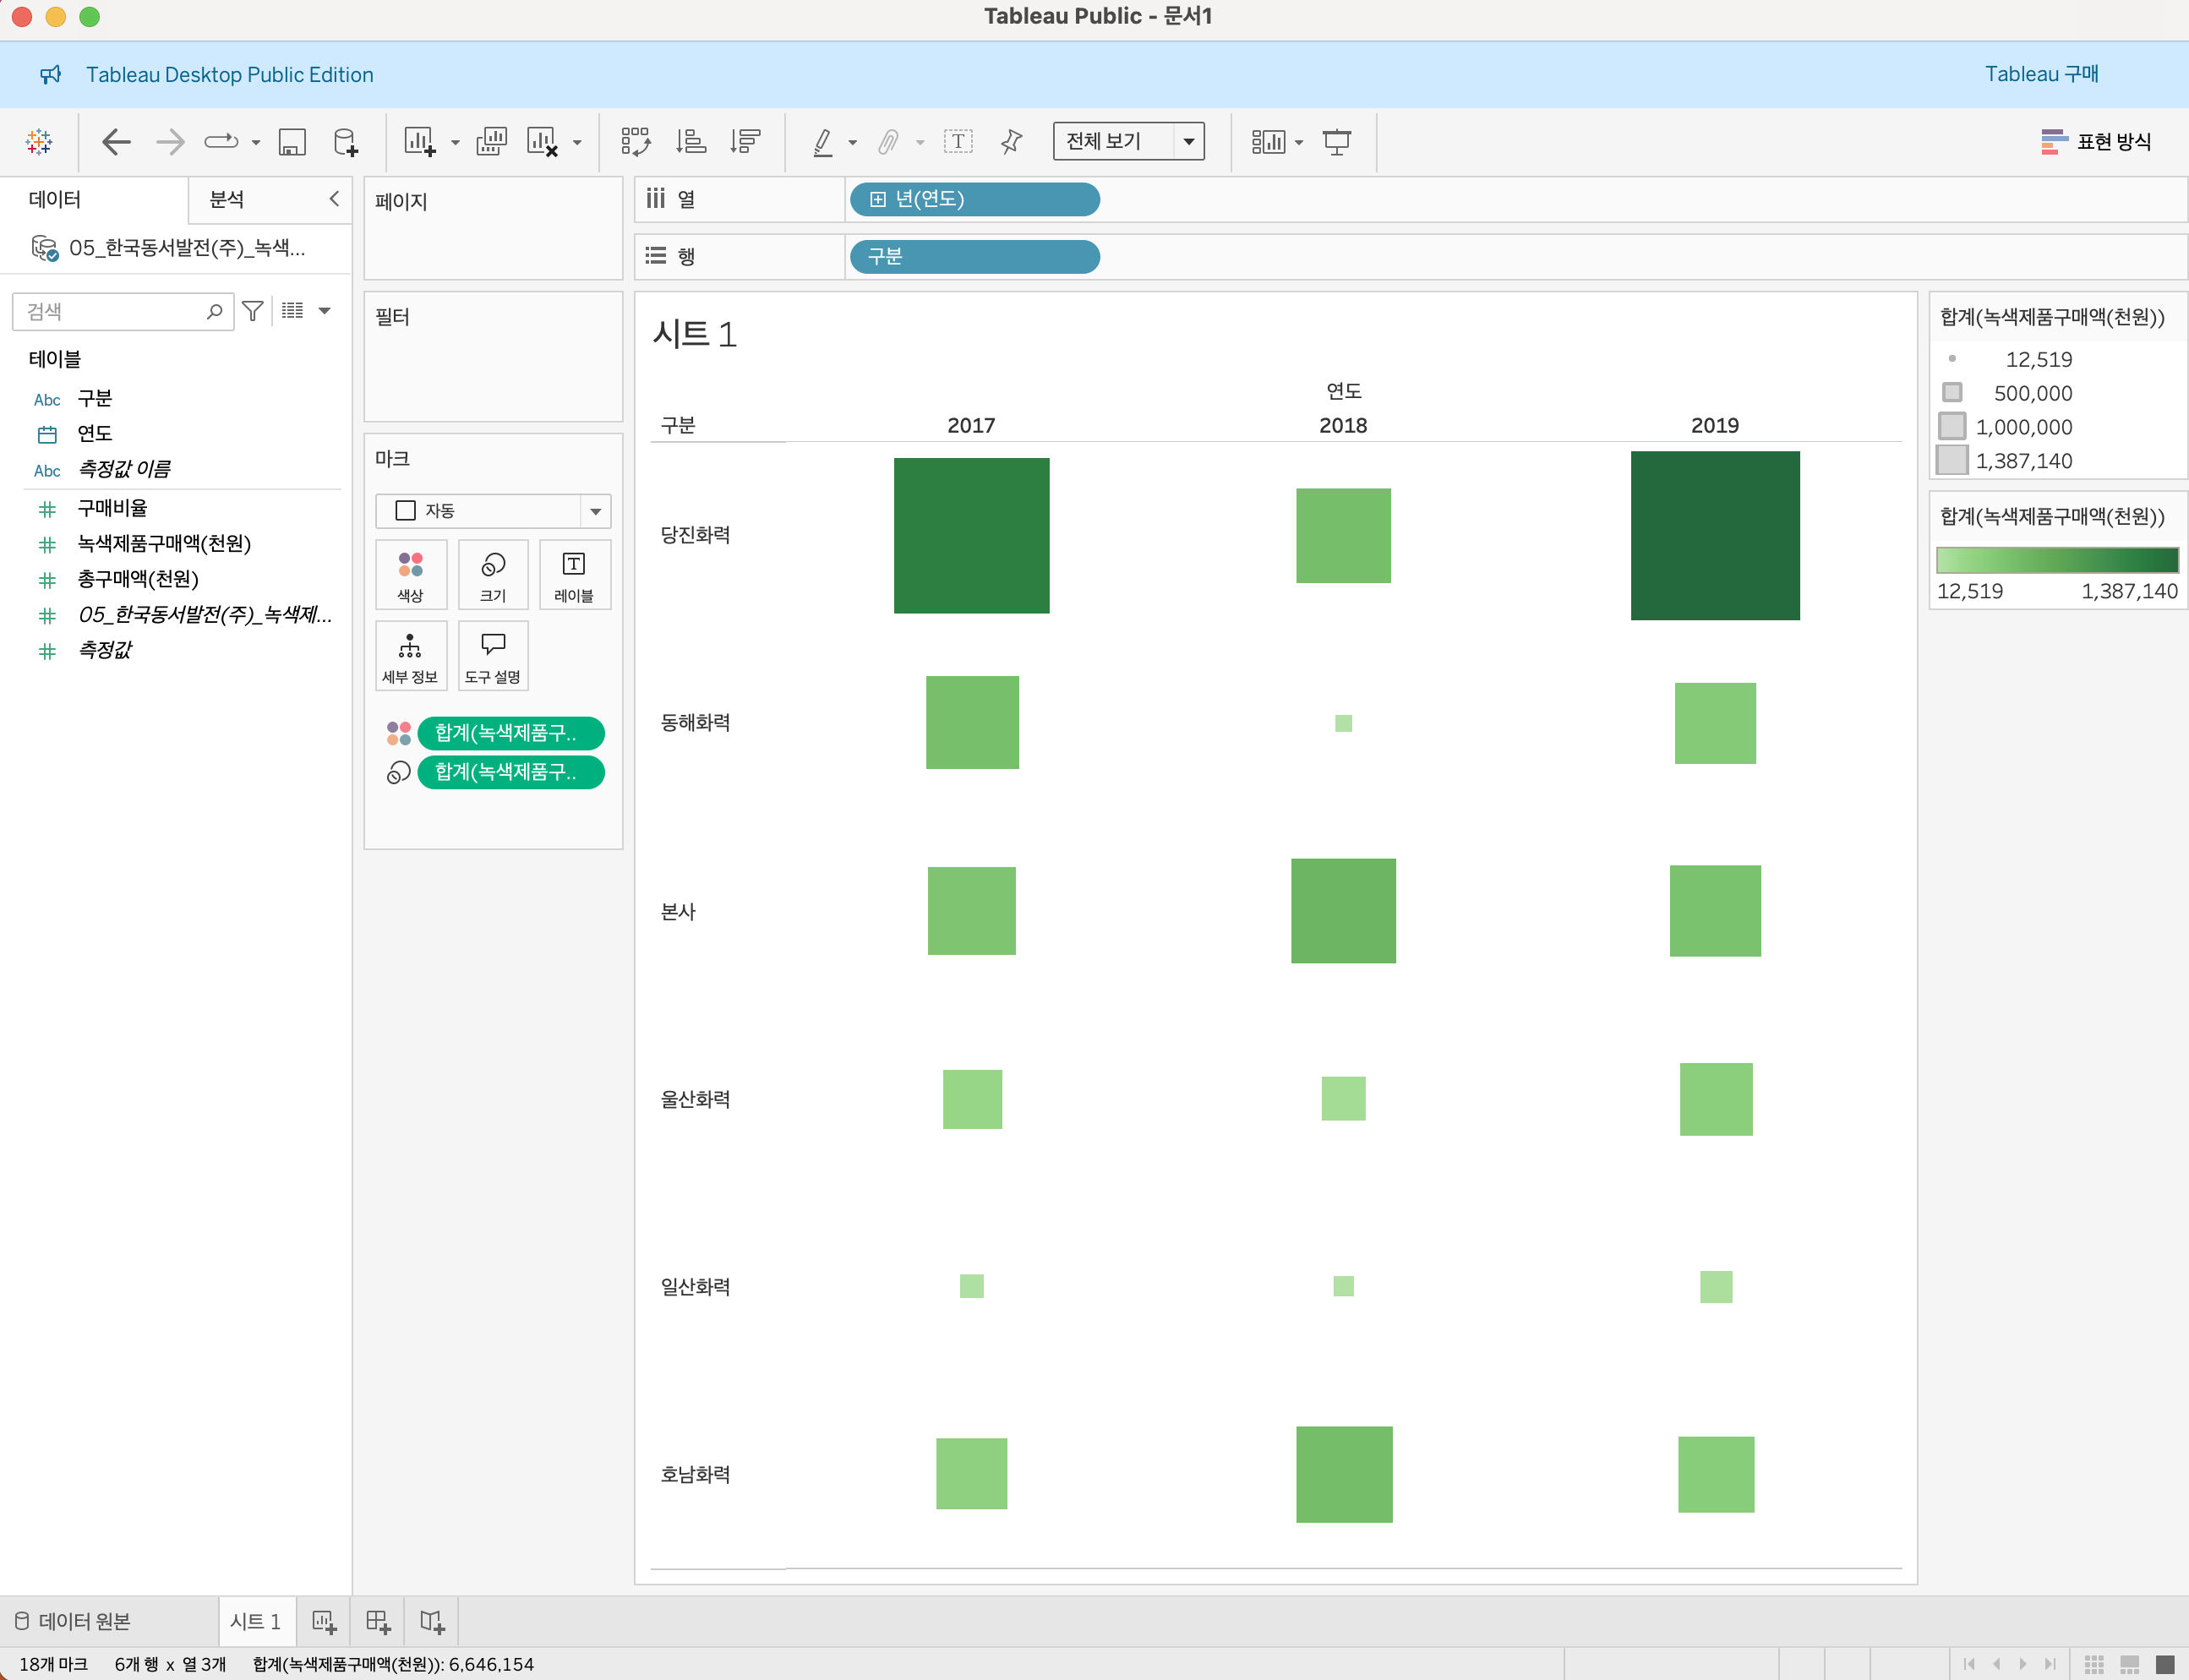 Tableau Public - 문서1
Tableau Desktop Public Edition
Tableau 구매
전체 보기
표현 방식
데이터
분석
05_한국동서발전(주)_녹색...
검색
테이블
Abc 구분
연도
Abc 측정값 이름
구매비율
녹색제품구매액(천원)
총구매액(천원)
05_한국동서발전(주)_녹색제...
측정값
페이지
필터
마크
자동
색상 크기 레이블
세부 정보 도구 설명
합계(녹색제품구..
합계(녹색제품구..
열 년(연도)
행 구분
시트 1
연도
구분 2017 2018 2019
당진화력
동해화력
본사
울산화력
일산화력
호남화력
합계(녹색제품구매액(천원))
12,519
500,000
1,000,000
1,387,140
합계(녹색제품구매액(천원))
12,519 1,387,140
데이터 원본 시트 1
18개 마크 6개 행 x 열 3개 합계(녹색제품구매액(천원)): 6,646,154